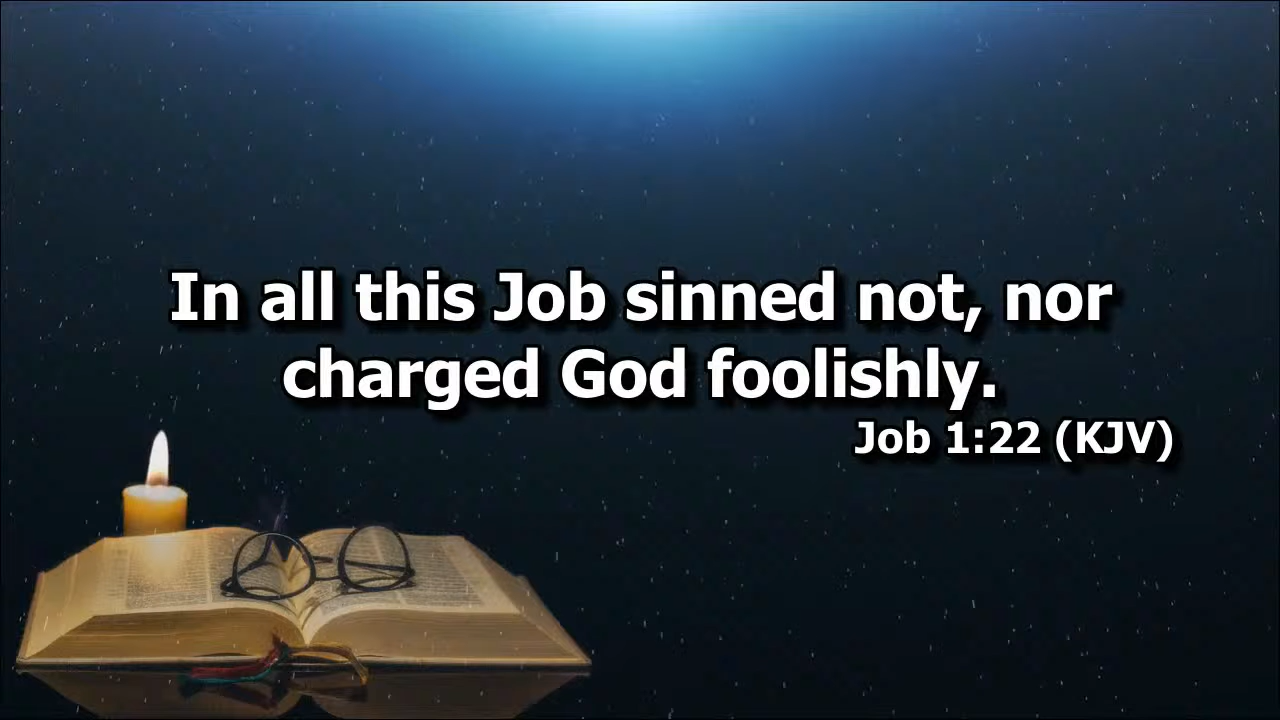 In all this Job sinned not, nor
charged God foolishly.
Job 1:22 (KJV)